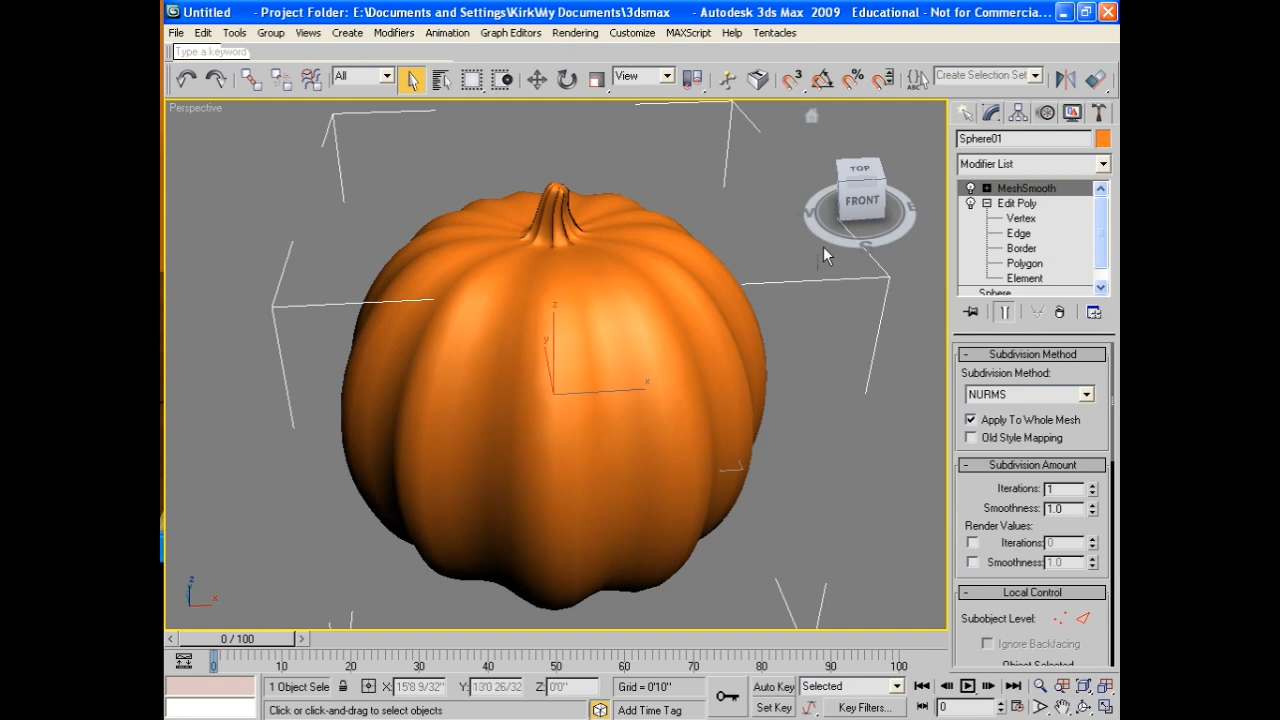 Untitled - Project Folder: E:\Documents and Settings\Kirk\My Documents\3dsmax - Autodesk 3ds Max 2009 Educational - Not for Commercia...
File Edit Tools Group Views Create Modifiers Animation Graph Editors Rendering Customize MAXScript Help Tentacles
Type a keyword
All View ABC Create Selection Set
Perspective
TOP
FRONT
S
E
z
y
x
Sphere01
Modifier List
MeshSmooth
Edit Poly
Vertex
Edge
Border
Polygon
Element
Sphere
- Subdivision Method
Subdivision Method:
NURMS
Apply To Whole Mesh
Old Style Mapping
- Subdivision Amount
Iterations: 1
Smoothness: 1.0
Render Values:
Iterations: 0
Smoothness: 1.0
- Local Control
Subobject Level:
Ignore Backfacing
Object Selected
z
x
< 0 / 100 >
0 10 20 30 40 50 60 70 80 90 100
1 Object Sele X: 15'8 9/32" Y: 13'0 26/32 Z: 0'0" Grid = 0'10" Auto Key Selected
Click or click-and-drag to select objects Add Time Tag Set Key Key Filters... 0